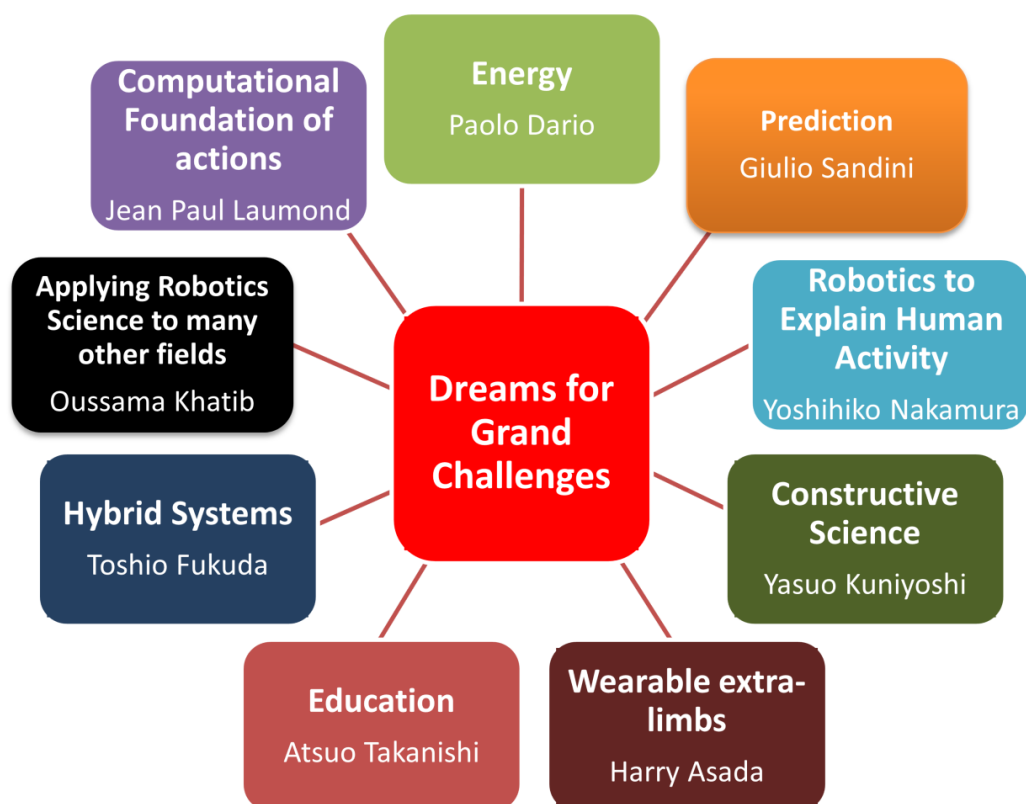 Energy
Paolo Dario
Prediction
Giulio Sandini
Robotics to
Explain Human
Activity
Yoshihiko Nakamura
Constructive
Science
Yasuo Kuniyoshi
Wearable extra-
limbs
Harry Asada
Education
Atsuo Takanishi
Hybrid Systems
Toshio Fukuda
Applying Robotics
Science to many
other fields
Oussama Khatib
Computational
Foundation of
actions
Jean Paul Laumond
Dreams for
Grand
Challenges